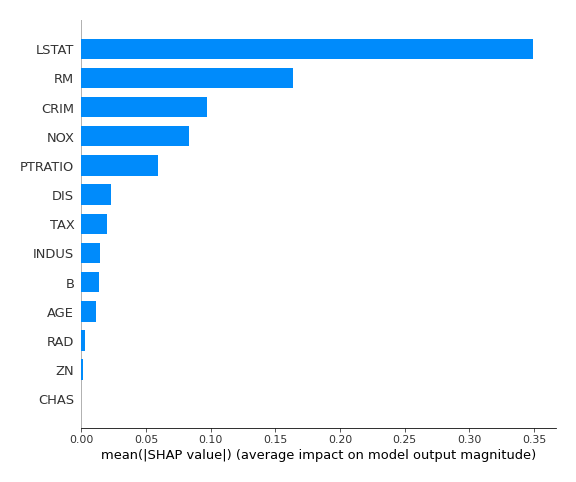 LSTAT
RM
CRIM
NOX
PTRATIO
DIS
TAX
INDUS
B
AGE
RAD
ZN
CHAS
0.00 0.05 0.10 0.15 0.20 0.25 0.30 0.35
mean(|SHAP value|) (average impact on model output magnitude)